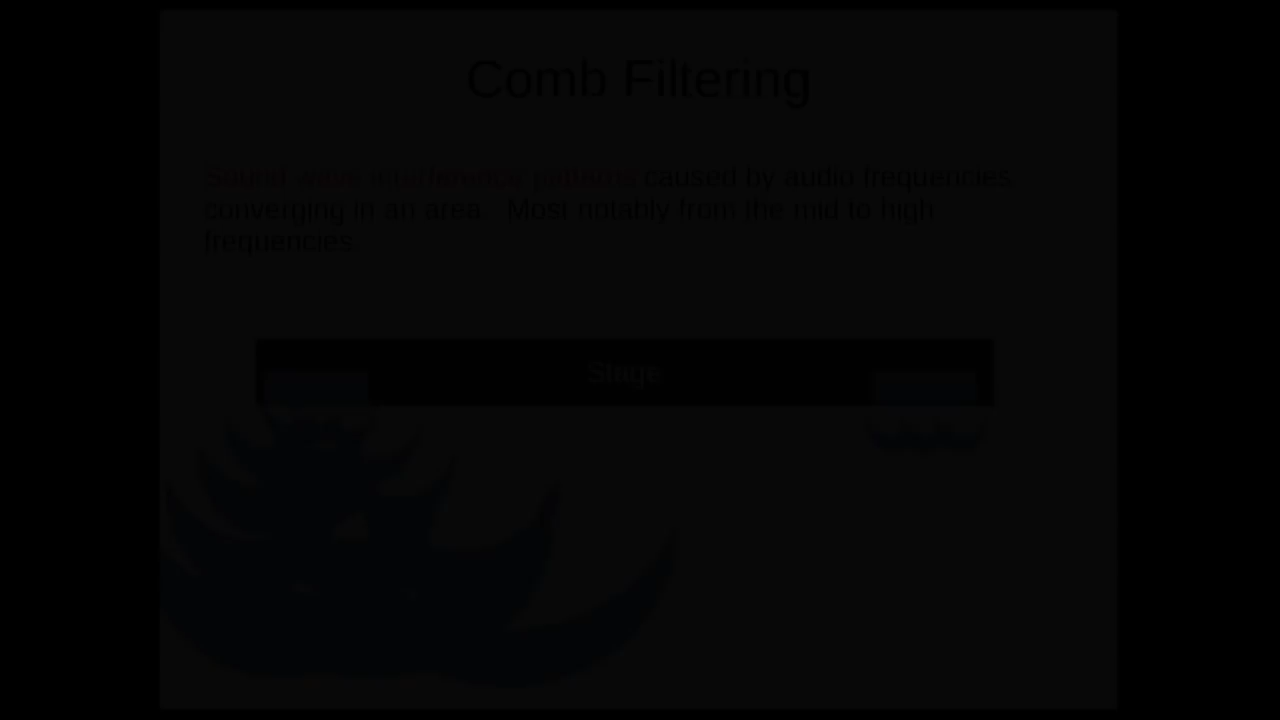 Comb Filtering
Sound wave interference patterns caused by audio frequencies
converging in an area. Most notably from the mid to high
frequencies.
Stage